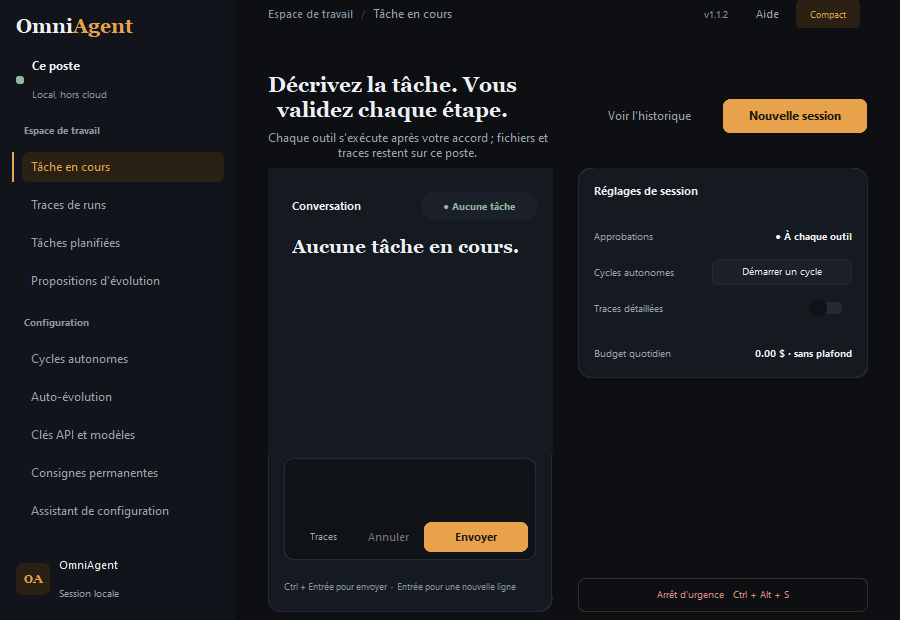 OmniAgent
Ce poste
Local, hors cloud
Espace de travail
Tâche en cours
Traces de runs
Tâches planifiées
Propositions d'évolution
Configuration
Cycles autonomes
Auto-évolution
Clés API et modèles
Consignes permanentes
Assistant de configuration
OA
OmniAgent
Session locale
Espace de travail / Tâche en cours
v1.1.2
Aide
Compact
Décrivez la tâche. Vous
validez chaque étape.
Chaque outil s'exécute après votre accord ; fichiers et
traces restent sur ce poste.
Voir l'historique
Nouvelle session
Conversation
• Aucune tâche
Aucune tâche en cours.
Traces
Annuler
Envoyer
Ctrl + Entrée pour envoyer · Entrée pour une nouvelle ligne
Réglages de session
Approbations
• À chaque outil
Cycles autonomes
Démarrer un cycle
Traces détaillées
Budget quotidien
0.00 $ · sans plafond
Arrêt d'urgence Ctrl + Alt + S